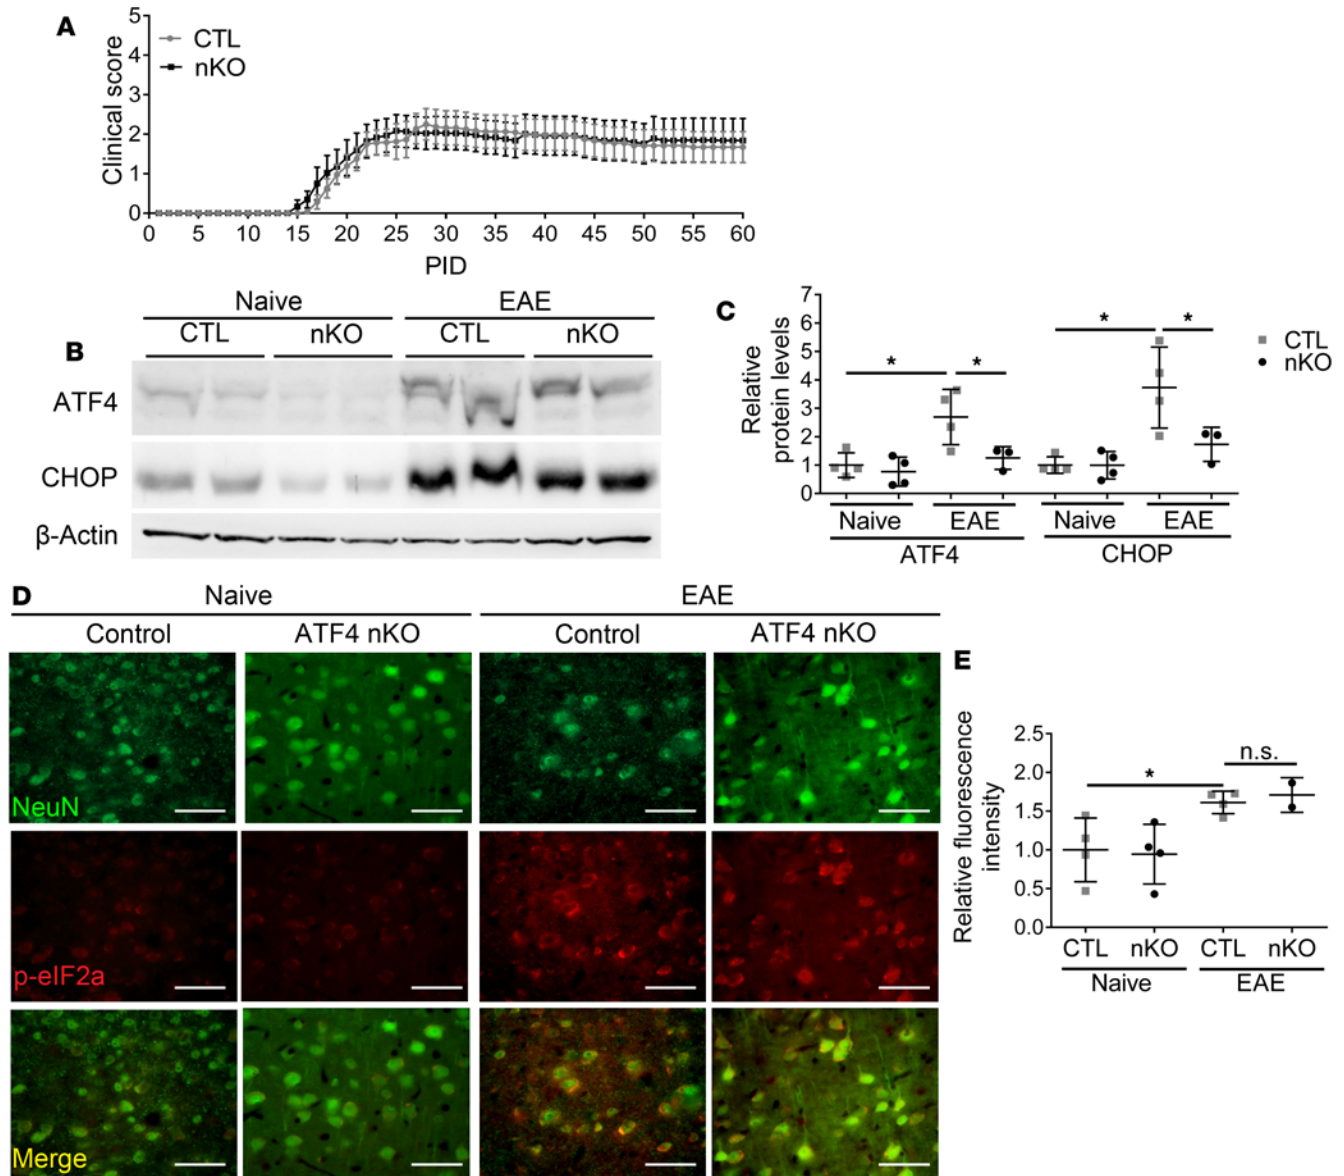 A
5
4
3
2
1
0
Clinical score
CTL
nKO
0 5 10 15 20 25 30 35 40 45 50 55 60
PID
B
Naive EAE
CTL nKO CTL nKO
ATF4
CHOP
β-Actin
C
7
6
5
4
3
2
1
0
Relative
protein levels
* * * *
CTL
nKO
Naive EAE Naive EAE
ATF4 CHOP
D
Naive EAE
Control ATF4 nKO Control ATF4 nKO
NeuN
p-eIF2a
Merge
E
2.5
2.0
1.5
1.0
0.5
0.0
Relative fluorescence
intensity
* n.s.
CTL nKO CTL nKO
Naive EAE